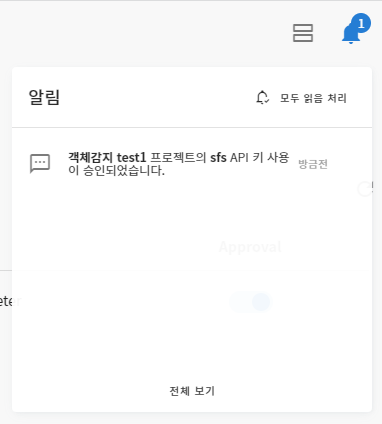 1
알림
모두 읽음 처리
객체감지 test1 프로젝트의 sfs API 키 사용
이 승인되었습니다.
방금전
Approval
전체 보기